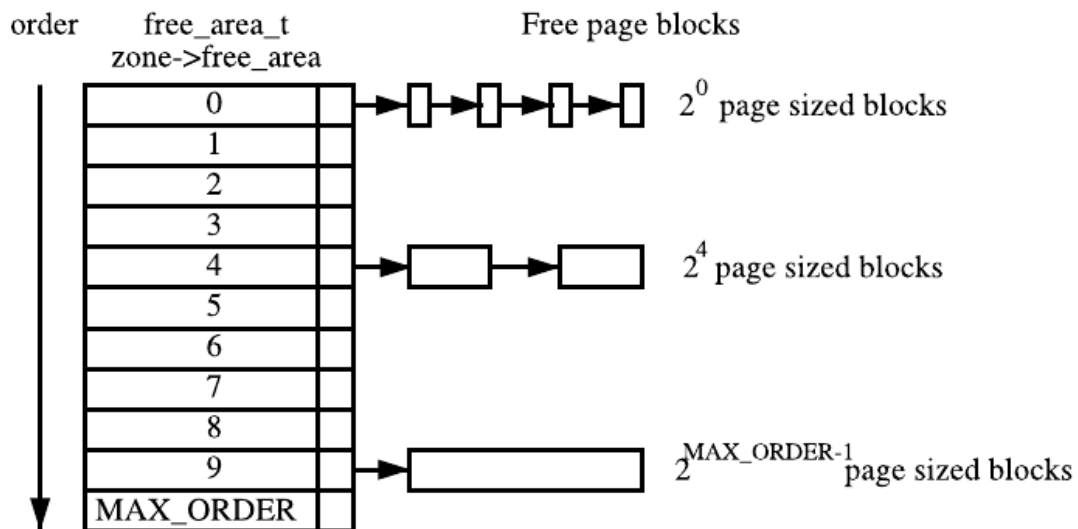 order free_area_t Free page blocks
zone->free_area
0 2^0 page sized blocks
1
2
3
4 2^4 page sized blocks
5
6
7
8
9 2^MAX_ORDER-1 page sized blocks
MAX_ORDER